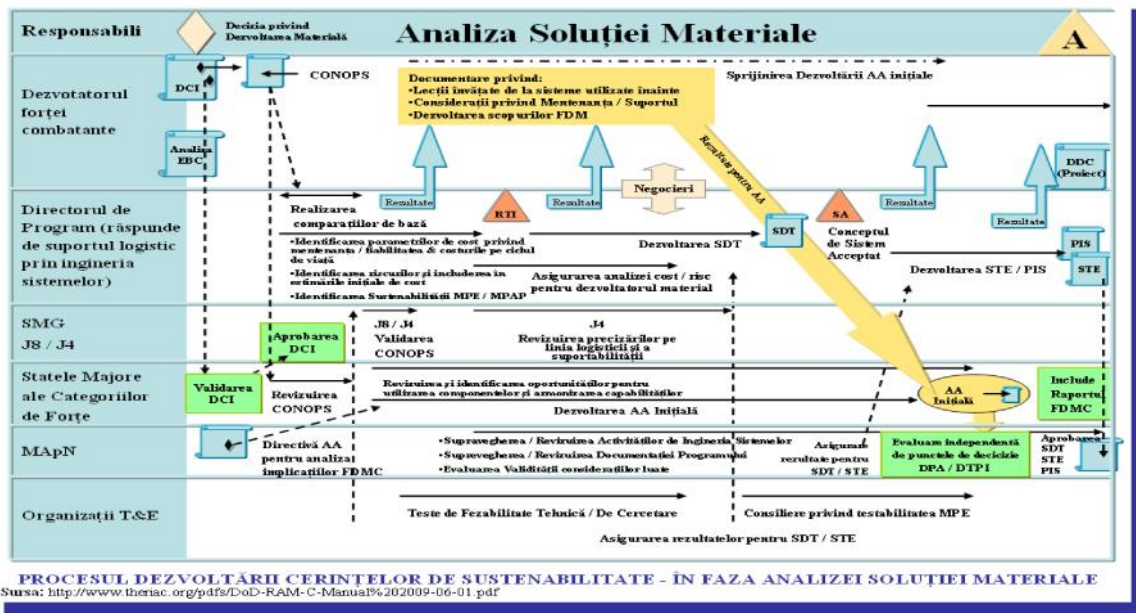 Responsabili
Decizia privind
Dezvoltarea Materială
Analiza Soluției Materiale
A
Dezvotatorul
forței
combatante
DCI
CONOPS
Documentare privind:
•Lecții învățate de la sisteme utilizate înainte
•Considerații privind Mentenanța / Suportul
•Dezvoltarea scopurilor FDM
Sprijinirea Dezvoltării AA inițiale
Analiza
EBC
Rezultate pentru AA
DDC
(Proiect)
Directorul de
Program (răspunde
de suportul logistic
prin ingineria
sistemelor)
Realizarea
comparațiilor de bază
Rezultate
RTI
Rezultate
Negocieri
SA
Rezultate
Rezultate
•Identificarea parametrilor de cost privind
mentenanța / fiabilitatea & costurile pe ciclul
de viață
•Identificarea riscurilor și includerea în
estimările inițiale de cost
•Identificarea Sustenabilității MPE / MPAP
Dezvoltarea SDT
SDT
Asigurarea analizei cost / risc
pentru dezvoltatorul material
Conceptul
de Sistem
Acceptat
Dezvoltarea STE / PIS
PIS
STE
SMG
J8 / J4
Aprobarea
DCI
J8 / J4
Validarea
CONOPS
J4
Revizuirea precizărilor pe
linia logisticii și a
suportabilității
Statele Majore
ale Categoriilor
de Forțe
Validarea
DCI
Revizuirea
CONOPS
Revizuirea și identificarea oportunităților pentru
utilizarea componentelor și armonizarea capabilităților
Dezvoltarea AA Inițială
AA
Inițială
Include
Raportul
FDMC
MApN
Directivă AA
pentru analiza
implicațiilor FDMC
•Supravegherea / Revizuirea Activităților de Ingineria Sistemelor
•Supravegherea / Revizuirea Documentației Programului
•Evaluarea Validității considerațiilor luate
Asigurare
rezultate pentru
SDT / STE
Evaluare independentă
de punctele de decizie
DPA / DTPI
Aprobarea
SDT
STE
PIS
Organizații T&E
Teste de Fezabilitate Tehnică / De Cercetare
Consiliere privind testabilitatea MPE
Asigurarea rezultatelor pentru SDT / STE
PROCESUL DEZVOLTĂRII CERINȚELOR DE SUSTENABILITATE - ÎN FAZA ANALIZEI SOLUȚIEI MATERIALE
Sursa: http://www.theriac.org/pdfs/DoD-RAM-C-Manual%202009-06-01.pdf